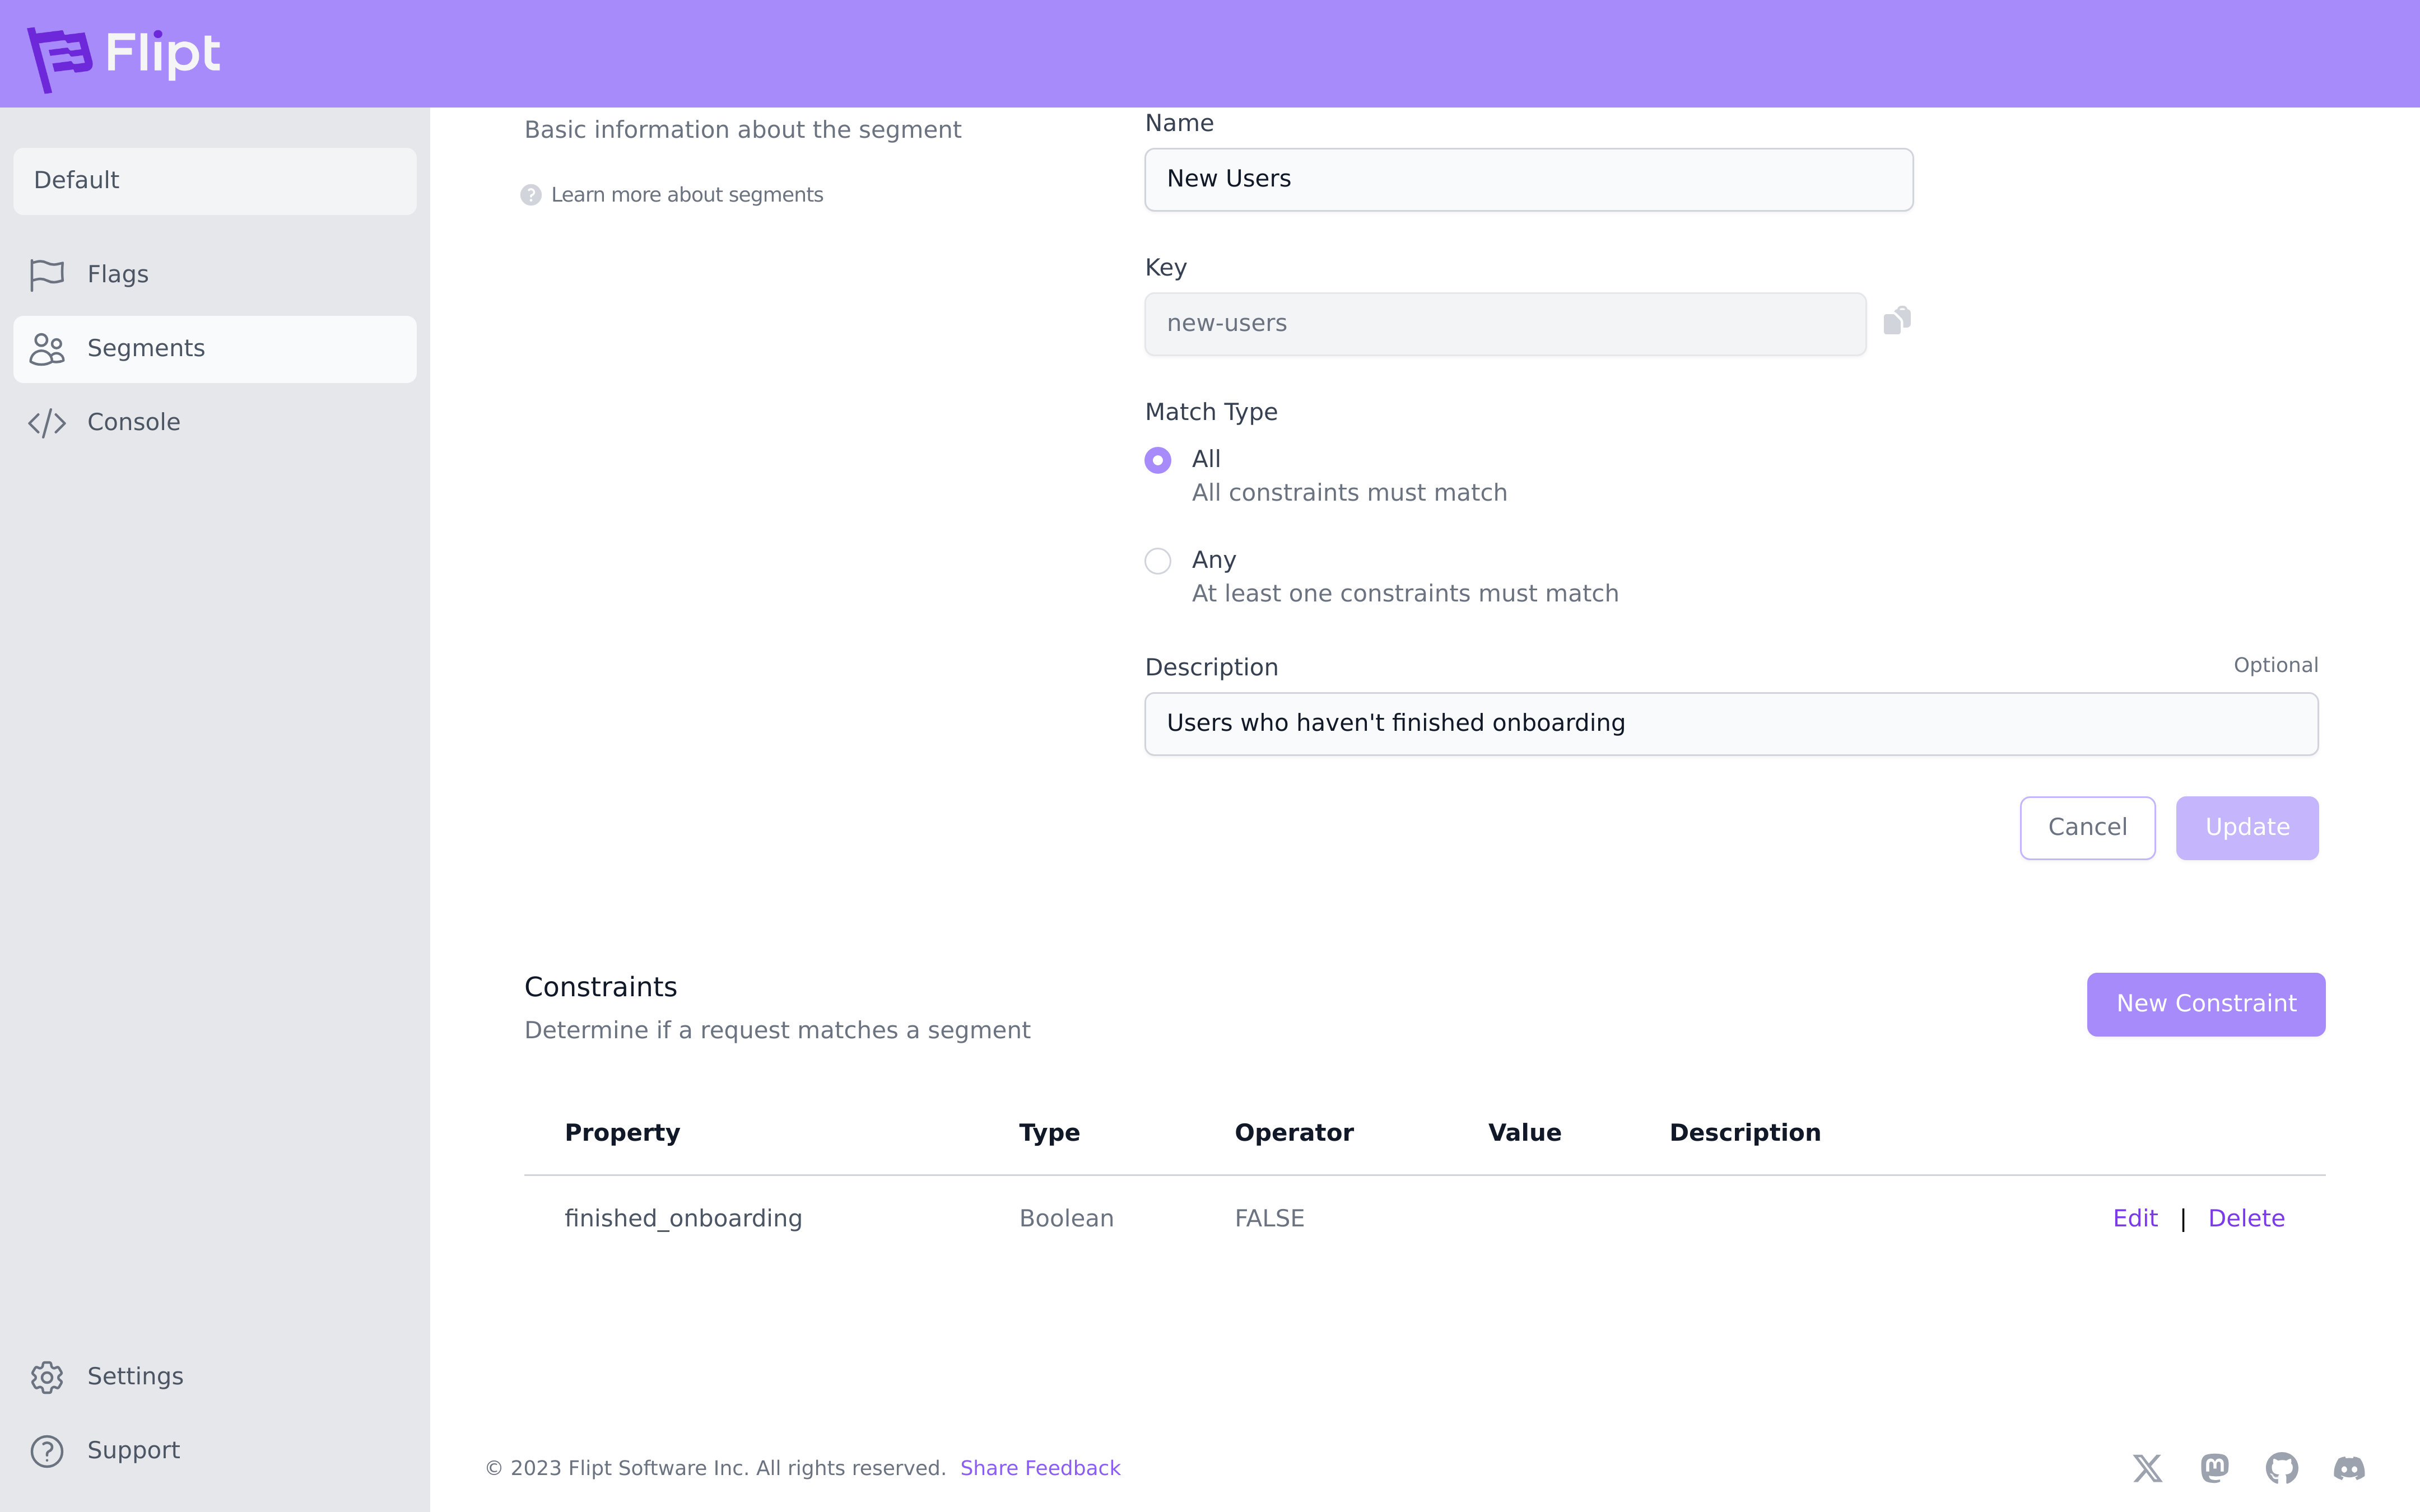 Flipt
Default
Flags
Segments
Console
Settings
Support
Basic information about the segment
Learn more about segments
Name
New Users
Key
new-users
Match Type
All
All constraints must match
Any
At least one constraints must match
Description Optional
Users who haven't finished onboarding
Cancel Update
Constraints
New Constraint
Determine if a request matches a segment
Property Type Operator Value Description
finished_onboarding Boolean FALSE Edit | Delete
© 2023 Flipt Software Inc. All rights reserved. Share Feedback